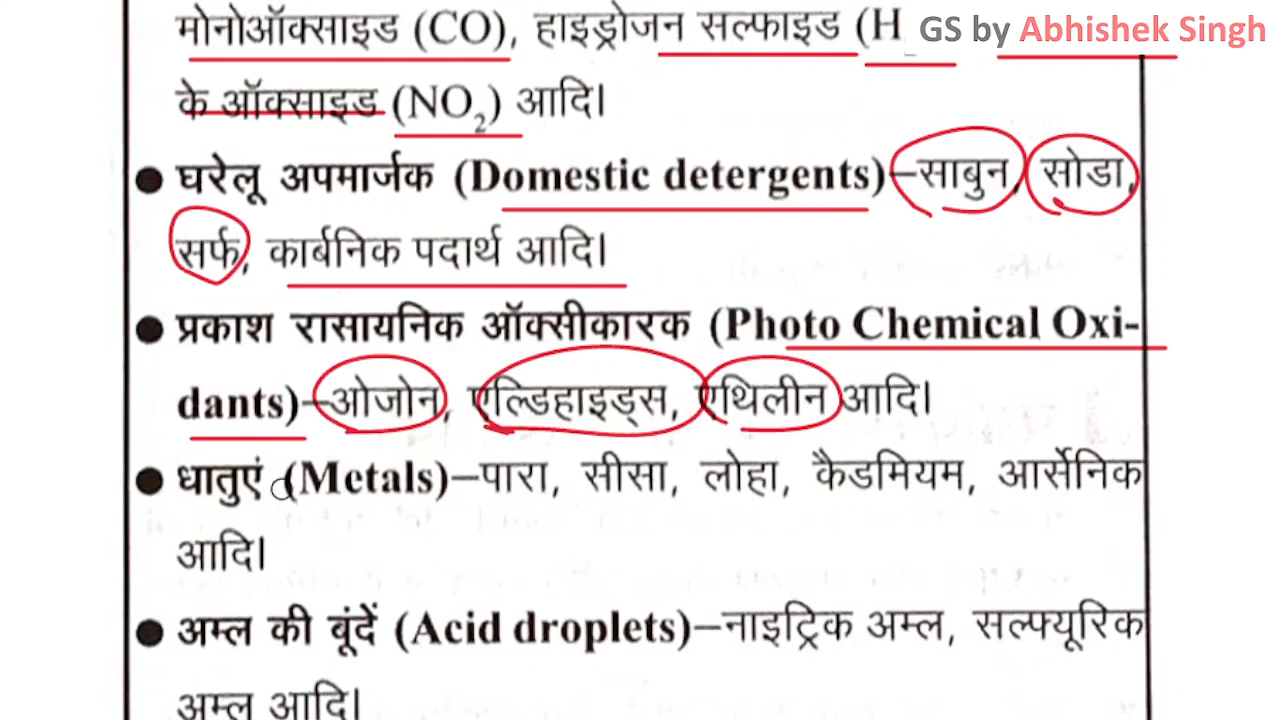 मोनोऑक्साइड (CO), हाइड्रोजन सल्फाइड (H
GS by Abhishek Singh
के ऑक्साइड (NO₂) आदि।
● घरेलू अपमार्जक (Domestic detergents)–साबुन, सोडा,
सर्फ, कार्बनिक पदार्थ आदि।
● प्रकाश रासायनिक ऑक्सीकारक (Photo Chemical Oxi-
dants)–ओजोन, एल्डिहाइड्स, एथिलीन आदि।
● धातुएं (Metals)–पारा, सीसा, लोहा, कैडमियम, आर्सेनिक
आदि।
● अम्ल की बूंदें (Acid droplets)–नाइट्रिक अम्ल, सल्फ्यूरिक
अम्ल आदि।